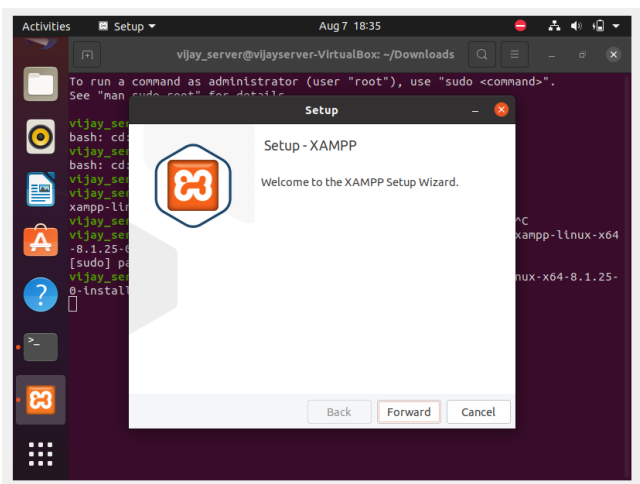 Activities Setup Aug 7 18:35
vijay_server@vijayserver-VirtualBox: ~/Downloads
To run a command as administrator (user "root"), use "sudo <command>".
See "man sudo_root" for details.
Setup
vijay_ser
bash: cd:
vijay_ser
bash: cd:
vijay_ser
vijay_ser
xampp-lin
vijay_ser ^C
vijay_ser xampp-linux-x64
-8.1.25-0
[sudo] pa
vijay_ser nux-x64-8.1.25-
0-install
Setup - XAMPP
Welcome to the XAMPP Setup Wizard.
Back Forward Cancel